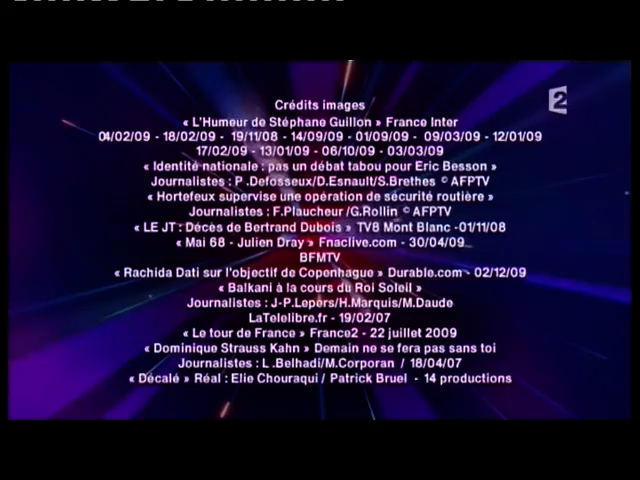 Crédits images
« L'Humeur de Stéphane Guillon » France Inter
04/02/09 - 18/02/09 - 19/11/08 - 14/09/09 - 01/09/09 - 09/03/09 - 12/01/09
17/02/09 - 13/01/09 - 06/10/09 - 03/03/09
« Identité nationale : pas un débat tabou pour Eric Besson »
Journalistes : P .Defosseux/D.Esnault/S.Brethes © AFPTV
« Hortefeux supervise une opération de sécurité routière »
Journalistes : F.Plaucheur /G.Rollin © AFPTV
« LE JT : Décès de Bertrand Dubois » TV8 Mont Blanc -01/11/08
« Mai 68 - Julien Dray » Fnaclive.com - 30/04/09
BFMTV
« Rachida Dati sur l'objectif de Copenhague » Durable.com - 02/12/09
« Balkani à la cours du Roi Soleil »
Journalistes : J-P.Lepers/H.Marquis/M.Daude
LaTelelibre.fr - 19/02/07
« Le tour de France » France2 - 22 juillet 2009
« Dominique Strauss Kahn » Demain ne se fera pas sans toi
Journalistes : L .Belhadi/M.Corporan / 18/04/07
« Décalé » Réal : Elie Chouraqui / Patrick Bruel - 14 productions
2